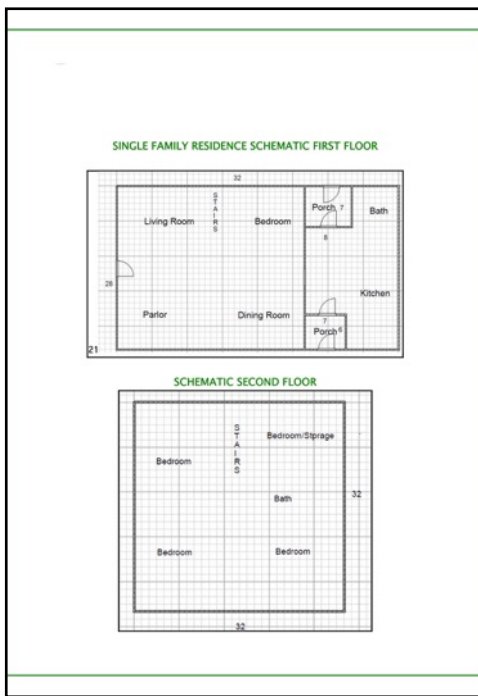 SINGLE FAMILY RESIDENCE SCHEMATIC FIRST FLOOR
32
STAIRS
Living Room
Bedroom
Porch 7
Bath
8
28
Kitchen
Parlor
Dining Room
7
Porch 6
21
SCHEMATIC SECOND FLOOR
STAIRS
Bedroom/Stprage
Bedroom
Bath
32
Bedroom
Bedroom
32